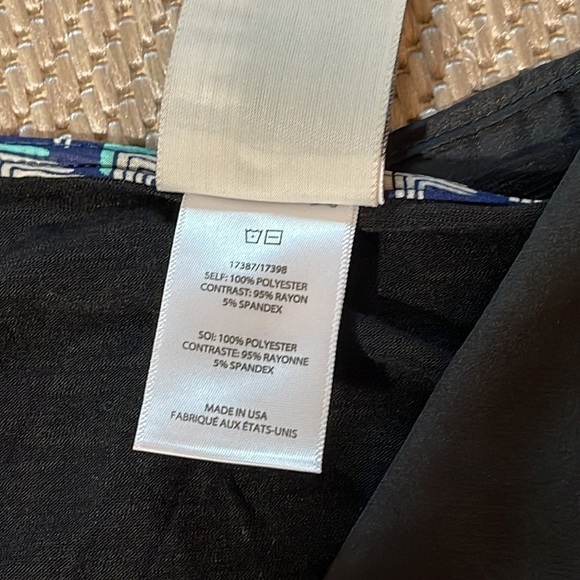 17387/17398
SELF: 100% POLYESTER
CONTRAST: 95% RAYON
5% SPANDEX
SOI: 100% POLYESTER
CONTRASTE: 95% RAYONNE
5% SPANDEX
MADE IN USA
FABRIQUÉ AUX ÉTATS-UNIS